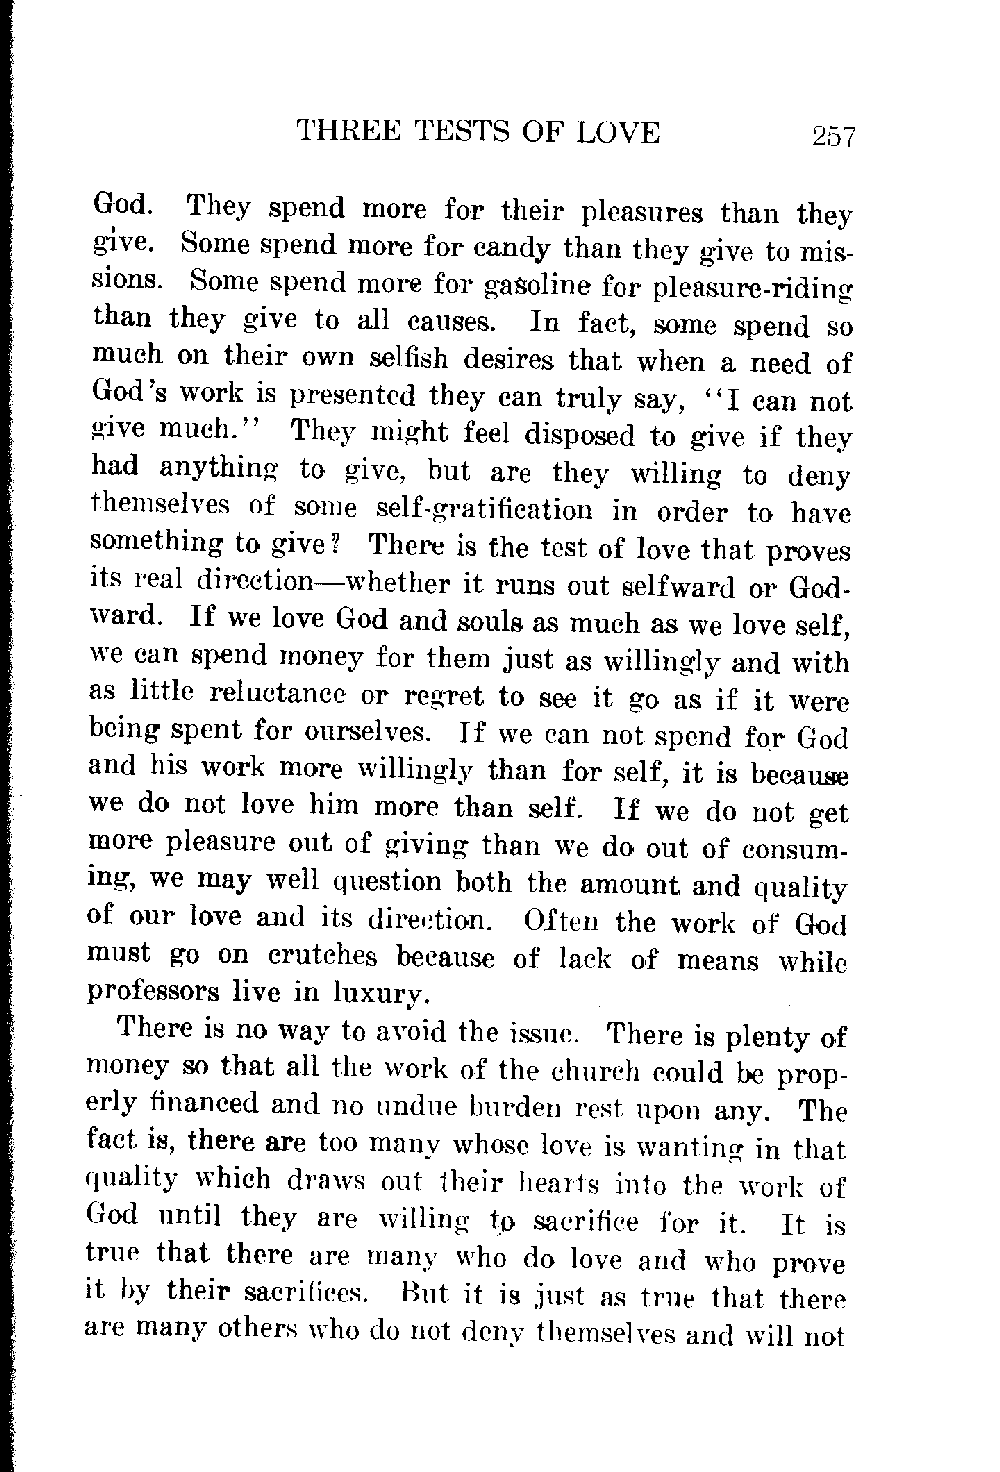 THREE TESTS OF LOVE 257
God. They spend more for their pleasures than they
give. Some spend more for candy than they give to mis-
sions. Some spend more for gasoline for pleasure-riding
than they give to all causes. In fact, some spend so
much on their own selfish desires that when a need of
God's work is presented they can truly say, "I can not
give much." They might feel disposed to give if they
had anything to give, but are they willing to deny
themselves of some self-gratification in order to have
something to give? There is the test of love that proves
its real direction—whether it runs out selfward or God-
ward. If we love God and souls as much as we love self,
we can spend money for them just as willingly and with
as little reluctance or regret to see it go as if it were
being spent for ourselves. If we can not spend for God
and his work more willingly than for self, it is because
we do not love him more than self. If we do not get
more pleasure out of giving than we do out of consum-
ing, we may well question both the amount and quality
of our love and its direction. Often the work of God
must go on crutches because of lack of means while
professors live in luxury.
There is no way to avoid the issue. There is plenty of
money so that all the work of the church could be prop-
erly financed and no undue burden rest upon any. The
fact is, there are too many whose love is wanting in that
quality which draws out their hearts into the work of
God until they are willing to sacrifice for it. It is
true that there are many who do love and who prove
it by their sacrifices. But it is just as true that there
are many others who do not deny themselves and will not